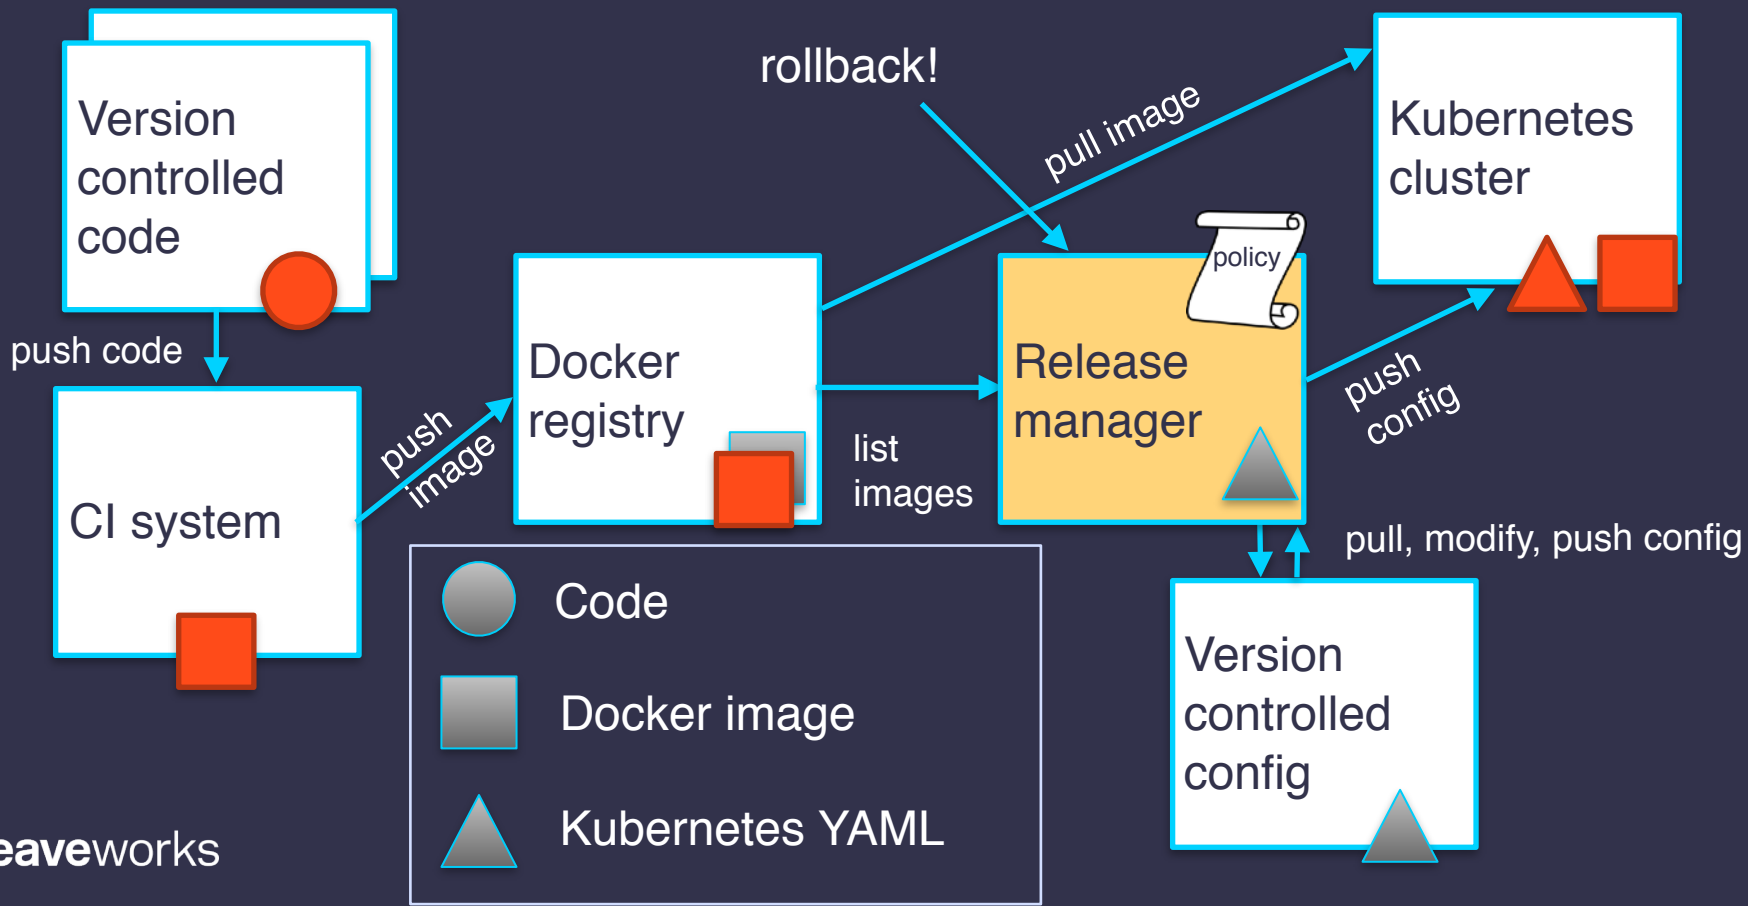 Version
controlled
code
push code
CI system
push
image
Docker
registry
list
images
rollback!
pull image
policy
Release
manager
push
config
Kubernetes
cluster
pull, modify, push config
Version
controlled
config
Code
Docker image
Kubernetes YAML
eaveworks